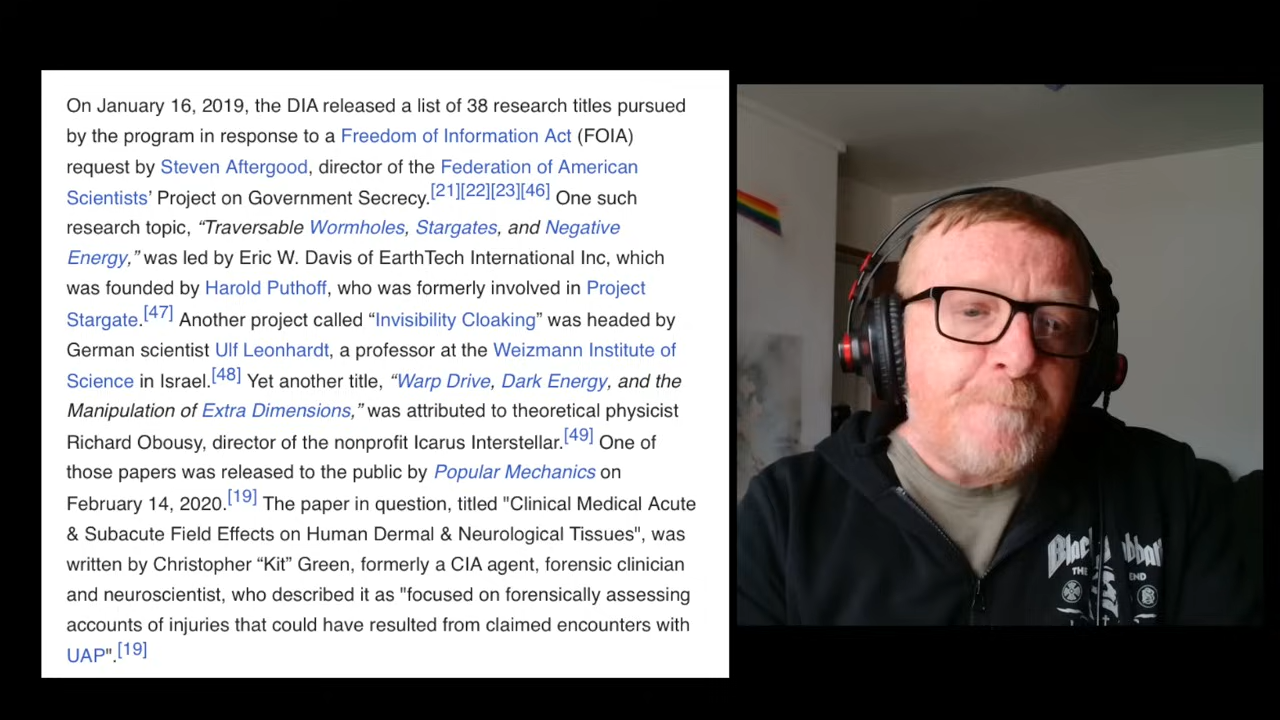 On January 16, 2019, the DIA released a list of 38 research titles pursued
by the program in response to a Freedom of Information Act (FOIA)
request by Steven Aftergood, director of the Federation of American
Scientists’ Project on Government Secrecy.[21][22][23][46] One such
research topic, “Traversable Wormholes, Stargates, and Negative
Energy,” was led by Eric W. Davis of EarthTech International Inc, which
was founded by Harold Puthoff, who was formerly involved in Project
Stargate.[47] Another project called “Invisibility Cloaking” was headed by
German scientist Ulf Leonhardt, a professor at the Weizmann Institute of
Science in Israel.[48] Yet another title, “Warp Drive, Dark Energy, and the
Manipulation of Extra Dimensions,” was attributed to theoretical physicist
Richard Obousy, director of the nonprofit Icarus Interstellar.[49] One of
those papers was released to the public by Popular Mechanics on
February 14, 2020.[19] The paper in question, titled "Clinical Medical Acute
& Subacute Field Effects on Human Dermal & Neurological Tissues", was
written by Christopher “Kit” Green, formerly a CIA agent, forensic clinician
and neuroscientist, who described it as "focused on forensically assessing
accounts of injuries that could have resulted from claimed encounters with
UAP".[19]
THE END